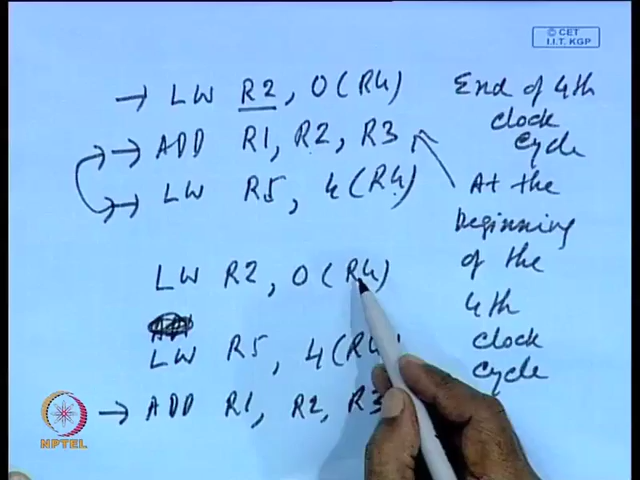 © CET
I.I.T. KGP
→ LW R2, 0(R4)
→ ADD R1, R2, R3
→ LW R5, 4(R4)
End of 4th
clock
cycle
At the
beginning
of the
4th
clock
cycle
LW R2, 0(R4)
LW R5, 4(R4
→ ADD R1, R2, R3
NPTEL